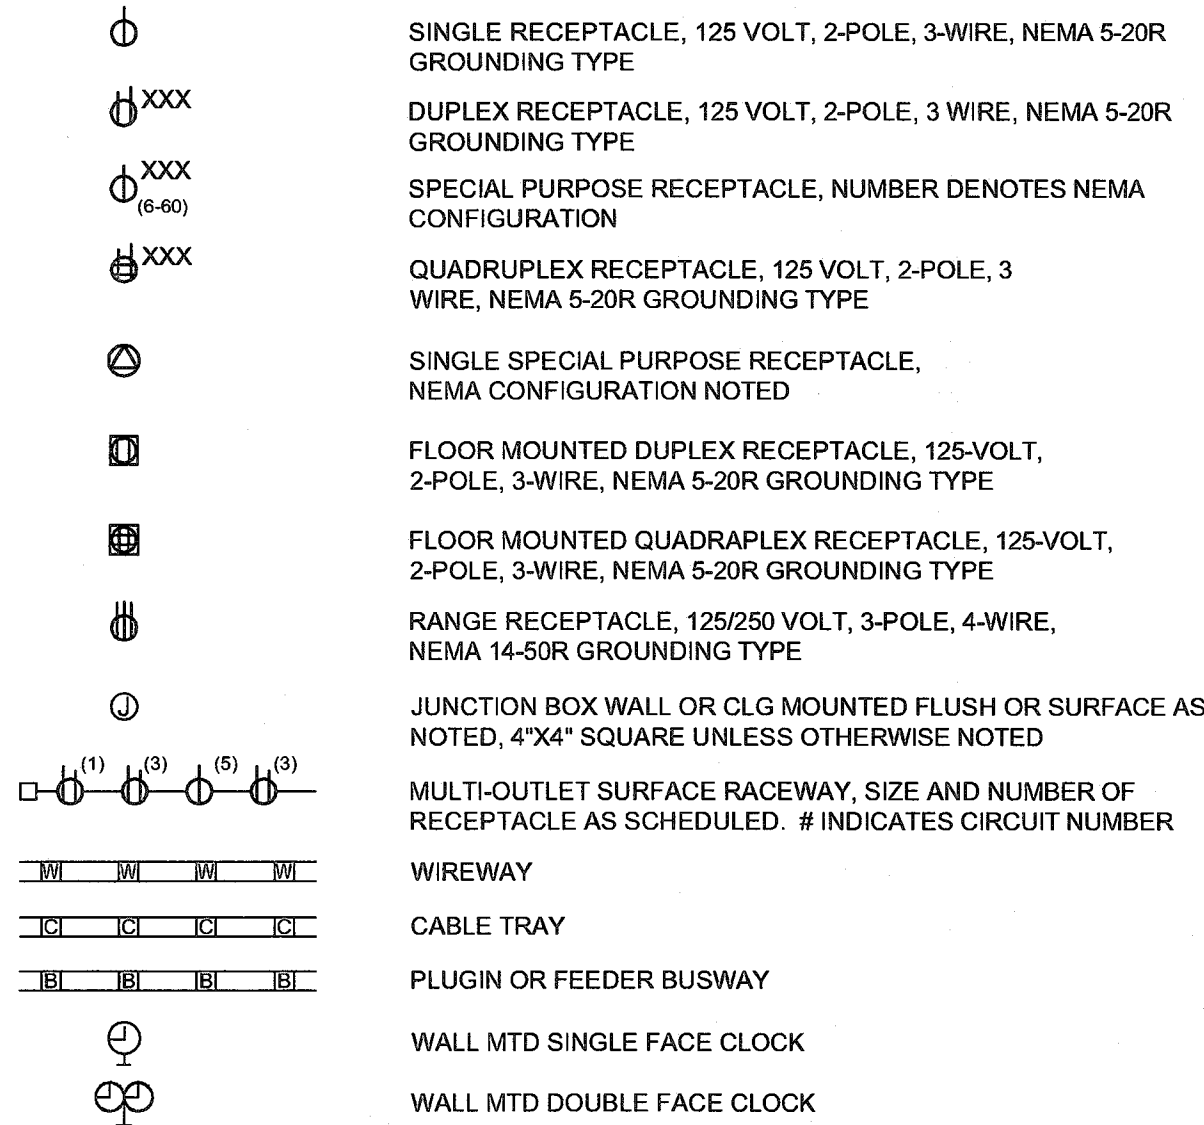 SINGLE RECEPTACLE, 125 VOLT, 2-POLE, 3-WIRE, NEMA 5-20R
GROUNDING TYPE
XXX
DUPLEX RECEPTACLE, 125 VOLT, 2-POLE, 3 WIRE, NEMA 5-20R
GROUNDING TYPE
XXX
(6-60)
SPECIAL PURPOSE RECEPTACLE, NUMBER DENOTES NEMA
CONFIGURATION
XXX
QUADRUPLEX RECEPTACLE, 125 VOLT, 2-POLE, 3
WIRE, NEMA 5-20R GROUNDING TYPE
SINGLE SPECIAL PURPOSE RECEPTACLE,
NEMA CONFIGURATION NOTED
FLOOR MOUNTED DUPLEX RECEPTACLE, 125-VOLT,
2-POLE, 3-WIRE, NEMA 5-20R GROUNDING TYPE
FLOOR MOUNTED QUADRAPLEX RECEPTACLE, 125-VOLT,
2-POLE, 3-WIRE, NEMA 5-20R GROUNDING TYPE
RANGE RECEPTACLE, 125/250 VOLT, 3-POLE, 4-WIRE,
NEMA 14-50R GROUNDING TYPE
J
JUNCTION BOX WALL OR CLG MOUNTED FLUSH OR SURFACE AS
NOTED, 4"X4" SQUARE UNLESS OTHERWISE NOTED
(1) (3) (5) (3)
MULTI-OUTLET SURFACE RACEWAY, SIZE AND NUMBER OF
RECEPTACLE AS SCHEDULED. # INDICATES CIRCUIT NUMBER
W W W W
WIREWAY
C C C C
CABLE TRAY
B B B B
PLUGIN OR FEEDER BUSWAY
WALL MTD SINGLE FACE CLOCK
WALL MTD DOUBLE FACE CLOCK